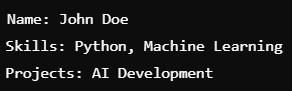 Name: John Doe
Skills: Python, Machine Learning
Projects: AI Development